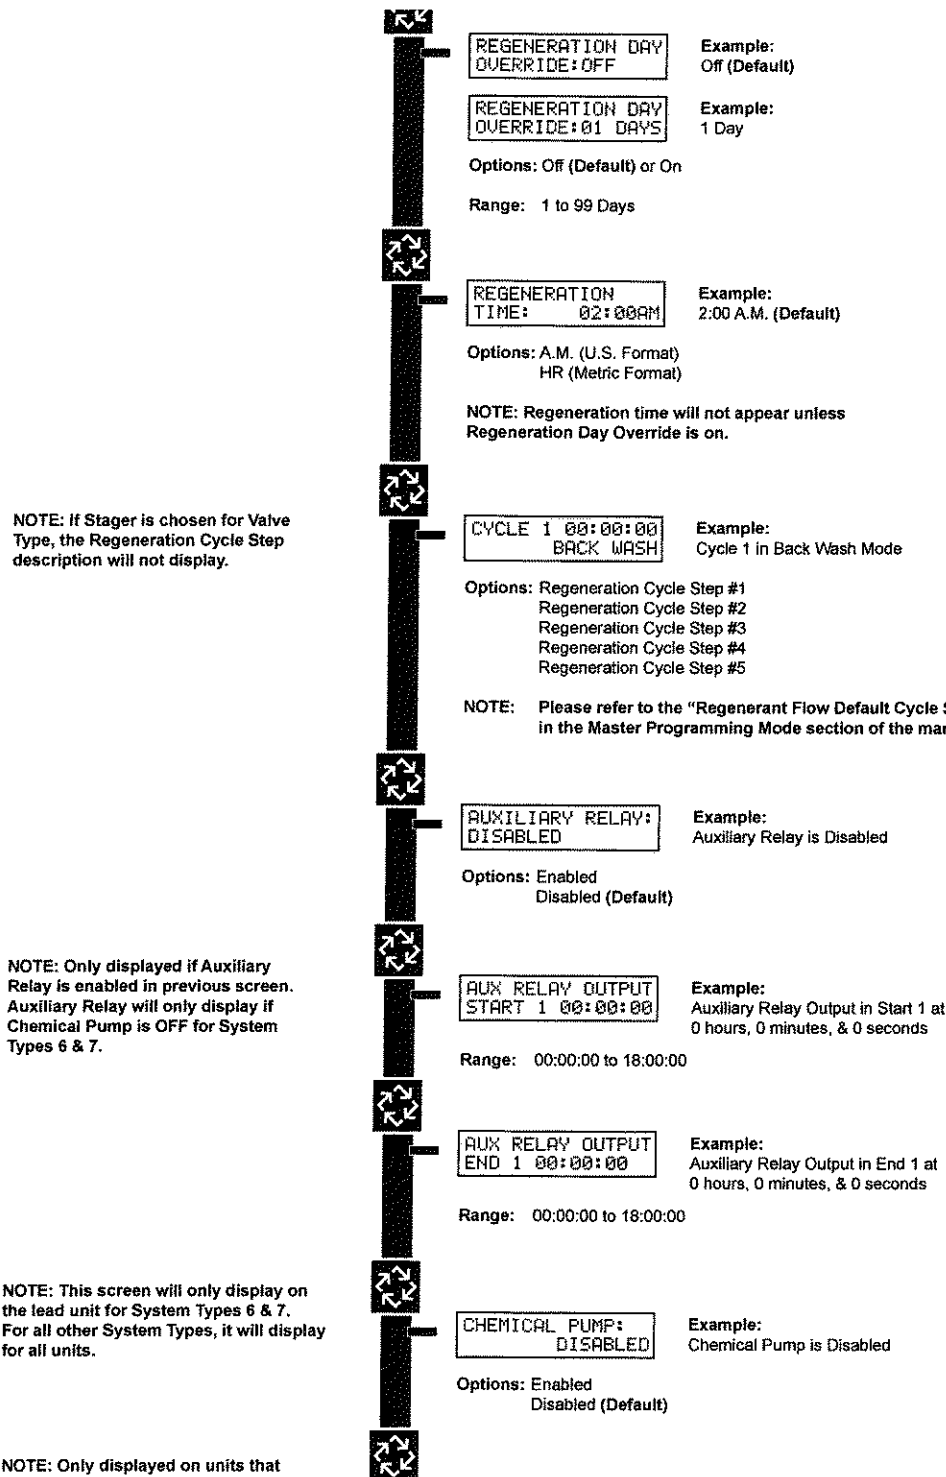 REGENERATION DAY
OVERRIDE:OFF
Example:
Off (Default)
REGENERATION DAY
OVERRIDE:01 DAYS
Example:
1 Day
Options: Off (Default) or On
Range: 1 to 99 Days
REGENERATION
TIME: 02:00AM
Example:
2:00 A.M. (Default)
Options: A.M. (U.S. Format)
HR (Metric Format)
NOTE: Regeneration time will not appear unless
Regeneration Day Override is on.
NOTE: If Stager is chosen for Valve
Type, the Regeneration Cycle Step
description will not display.
CYCLE 1 00:00:00
BACK WASH
Example:
Cycle 1 in Back Wash Mode
Options: Regeneration Cycle Step #1
Regeneration Cycle Step #2
Regeneration Cycle Step #3
Regeneration Cycle Step #4
Regeneration Cycle Step #5
NOTE: Please refer to the “Regenerant Flow Default Cycle
in the Master Programming Mode section of the
AUXILIARY RELAY:
DISABLED
Example:
Auxiliary Relay is Disabled
Options: Enabled
Disabled (Default)
NOTE: Only displayed if Auxiliary
Relay is enabled in previous screen.
Auxiliary Relay will only display if
Chemical Pump is OFF for System
Types 6 & 7.
AUX RELAY OUTPUT
START 1 00:00:00
Example:
Auxiliary Relay Output in Start 1 at
0 hours, 0 minutes, & 0 seconds
Range: 00:00:00 to 18:00:00
AUX RELAY OUTPUT
END 1 00:00:00
Example:
Auxiliary Relay Output in End 1 at
0 hours, 0 minutes, & 0 seconds
Range: 00:00:00 to 18:00:00
NOTE: This screen will only display on
the lead unit for System Types 6 & 7.
For all other System Types, it will display
for all units.
CHEMICAL PUMP:
DISABLED
Example:
Chemical Pump is Disabled
Options: Enabled
Disabled (Default)
NOTE: Only displayed on units that